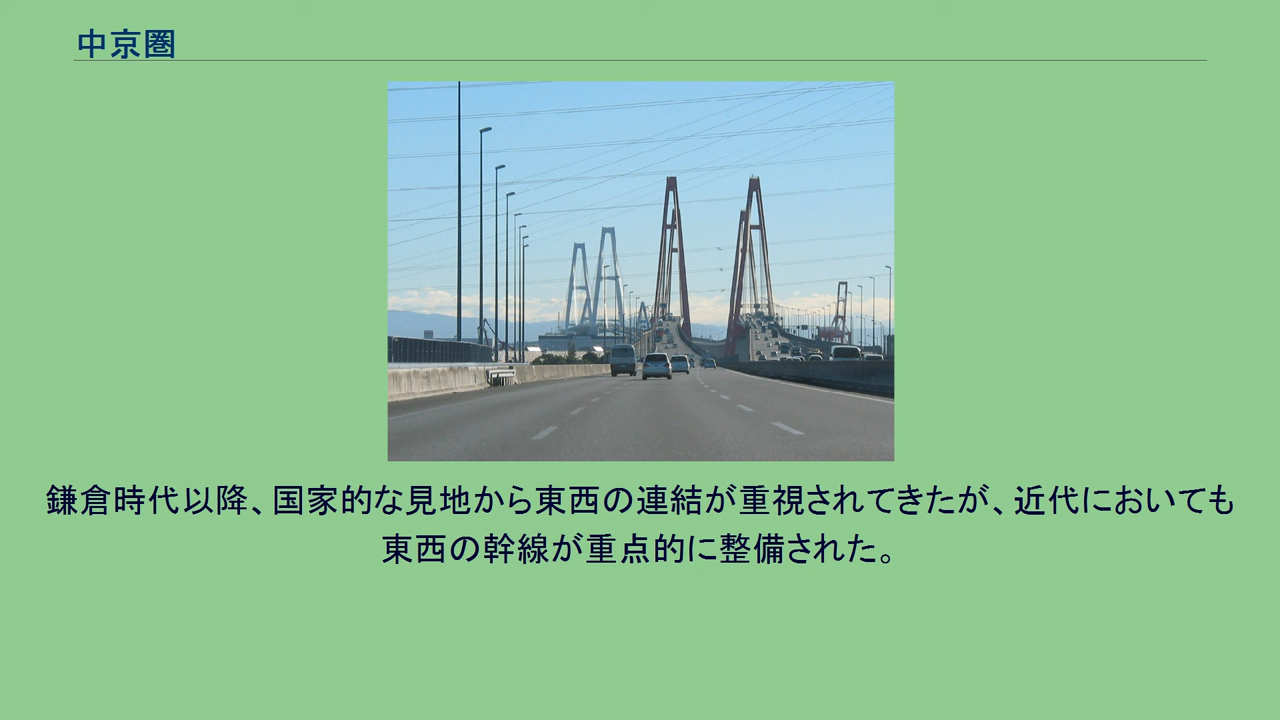 中京圏
鎌倉時代以降、国家的な見地から東西の連結が重視されてきたが、近代においても
東西の幹線が重点的に整備された。